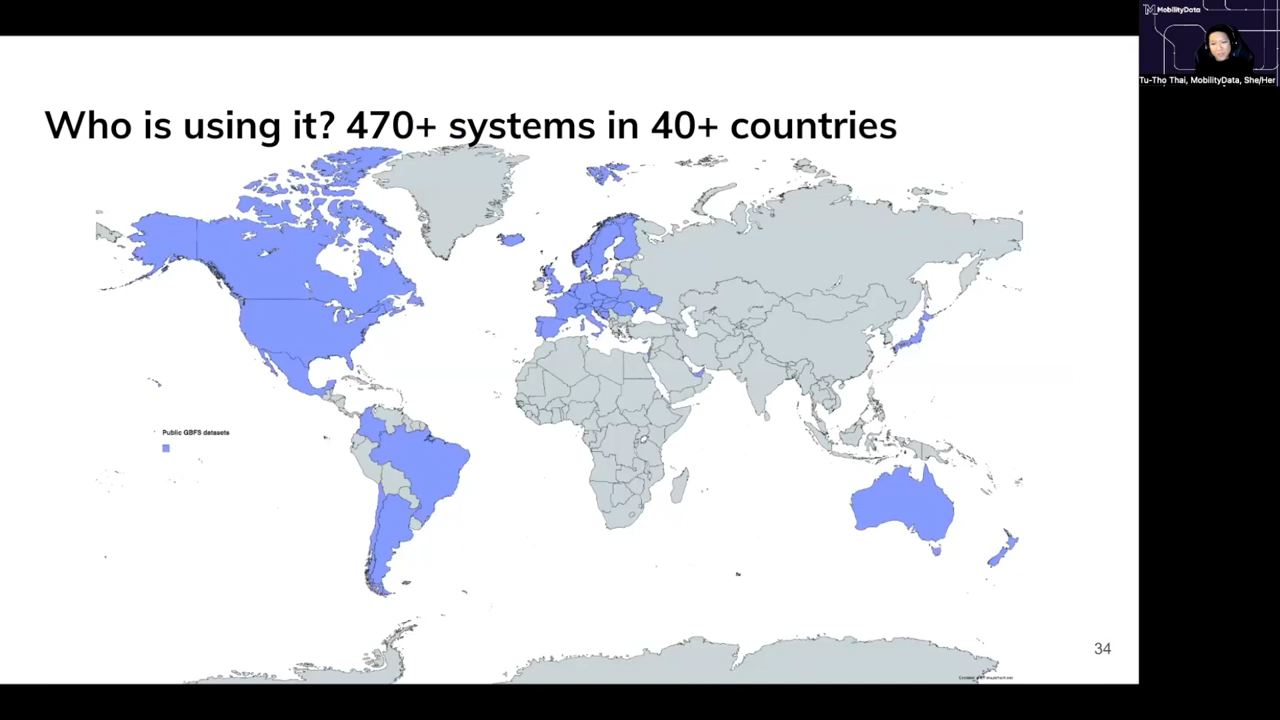 MobilityData
Tu-Tho Thai, MobilityData, She/Her
Who is using it? 470+ systems in 40+ countries
Public GBFS datasets
34